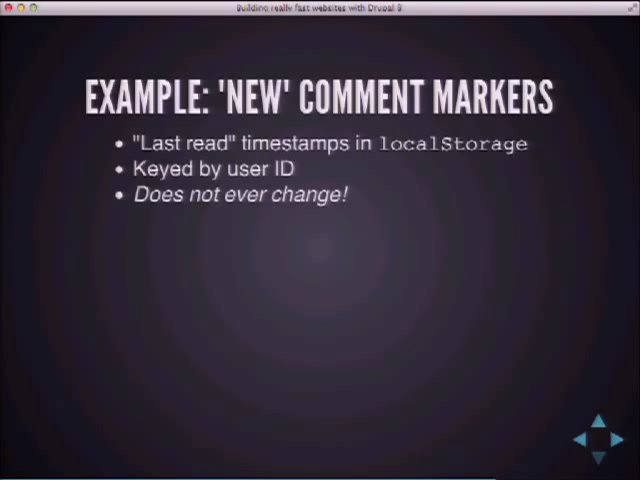 Building really fast websites with Drupal 8
EXAMPLE: 'NEW' COMMENT MARKERS
"Last read" timestamps in localStorage
Keyed by user ID
Does not ever change!